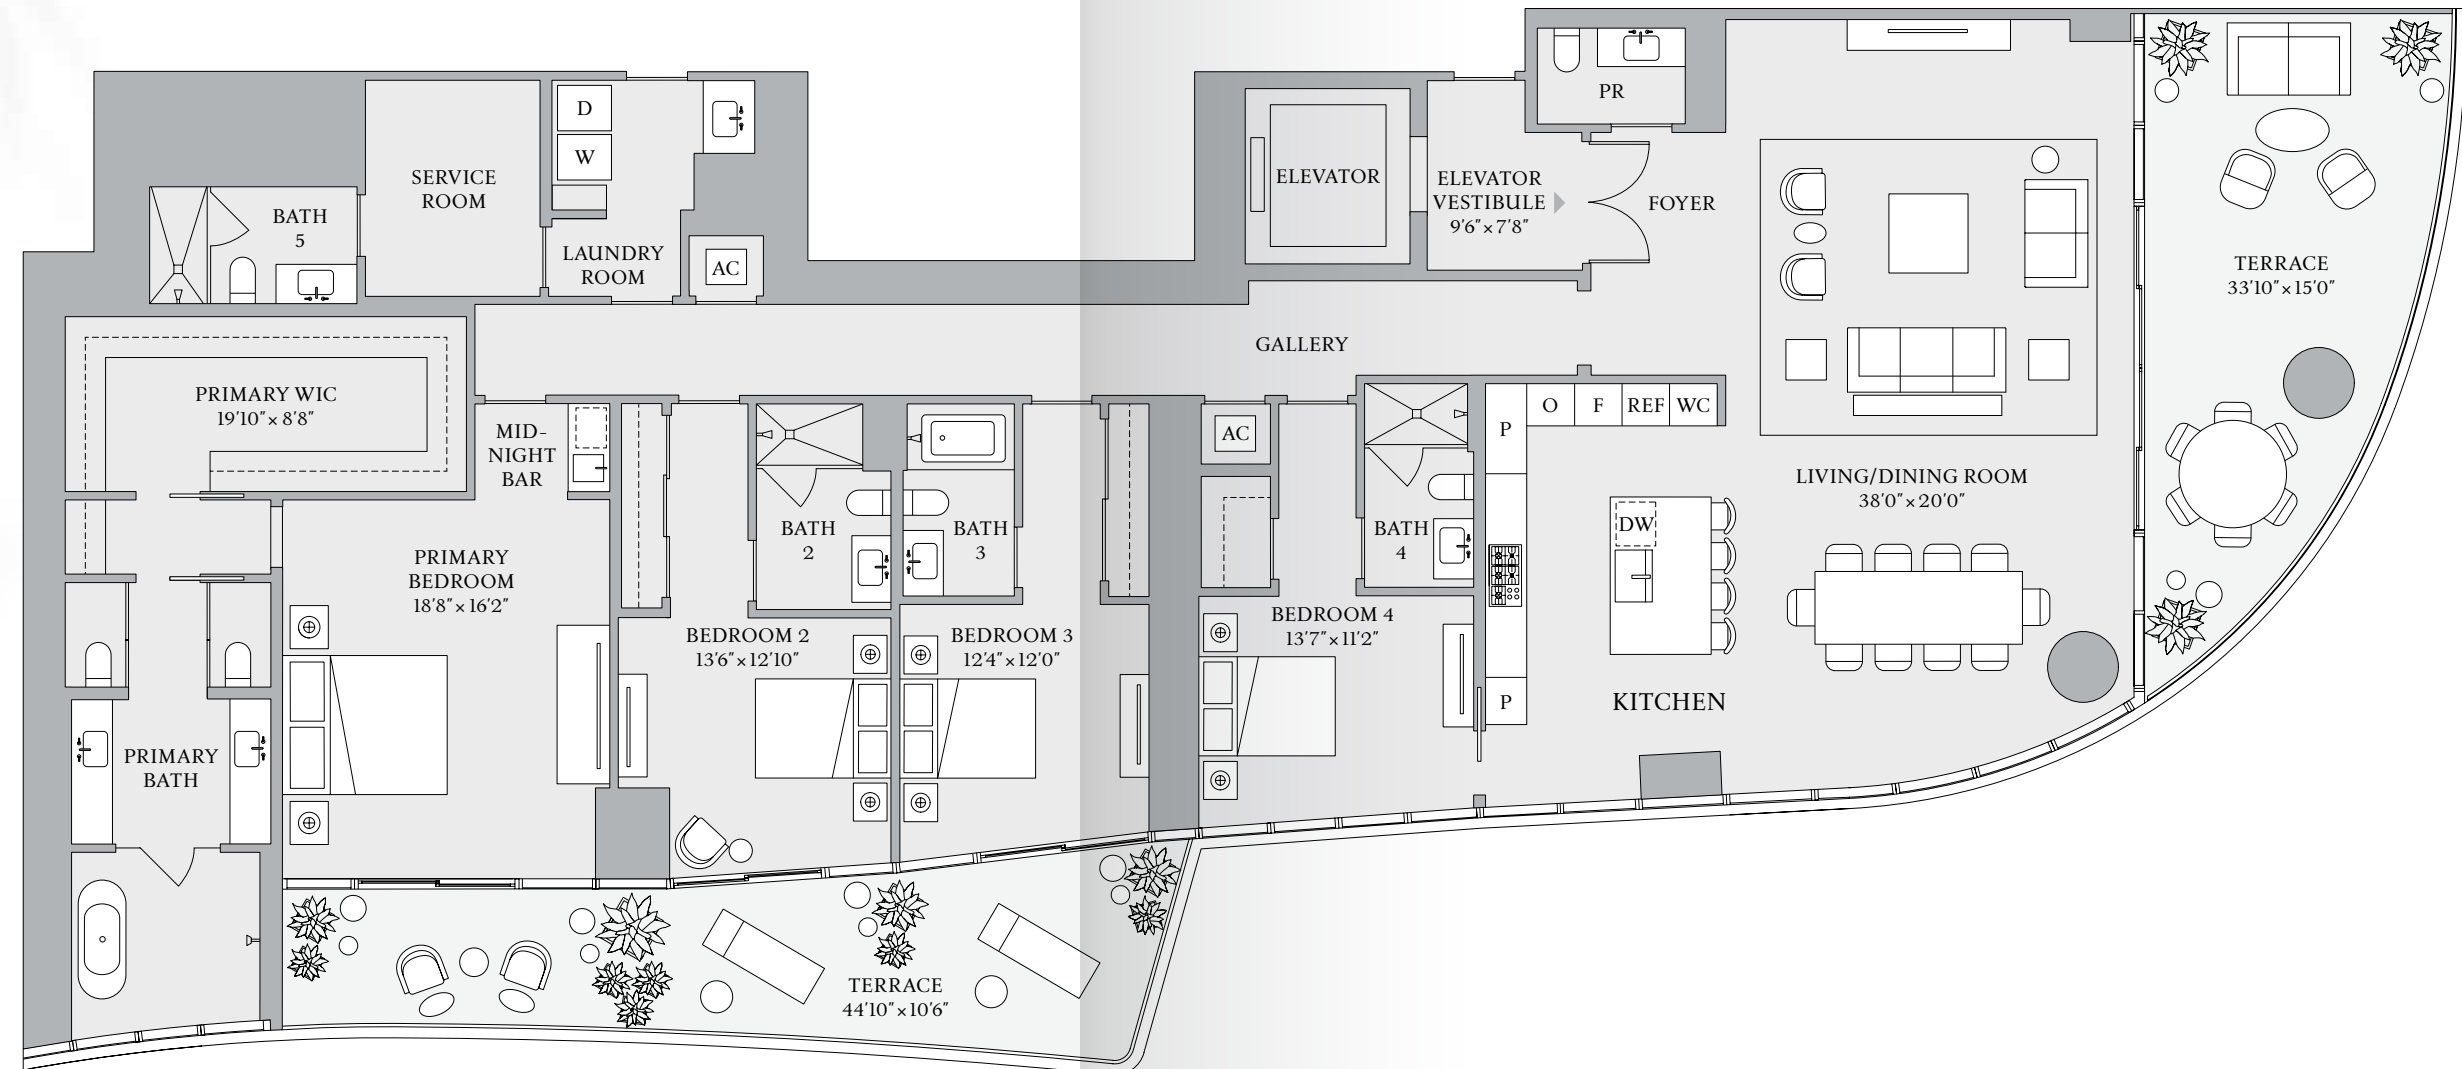 D
W
SERVICE
ROOM
BATH
5
LAUNDRY
ROOM
AC
PR
ELEVATOR
ELEVATOR
VESTIBULE
9'6"×7'8"
FOYER
TERRACE
33'10"×15'0"
GALLERY
PRIMARY WIC
19'10"×8'8"
MID-
NIGHT
BAR
AC
P
O
F
REF
WC
LIVING/DINING ROOM
38'0"×20'0"
PRIMARY
BEDROOM
18'8"×16'2"
BATH
2
BATH
3
BATH
4
DW
BEDROOM 2
13'6"×12'10"
BEDROOM 3
12'4"×12'0"
BEDROOM 4
13'7"×11'2"
P
KITCHEN
PRIMARY
BATH
TERRACE
44'10"×10'6"